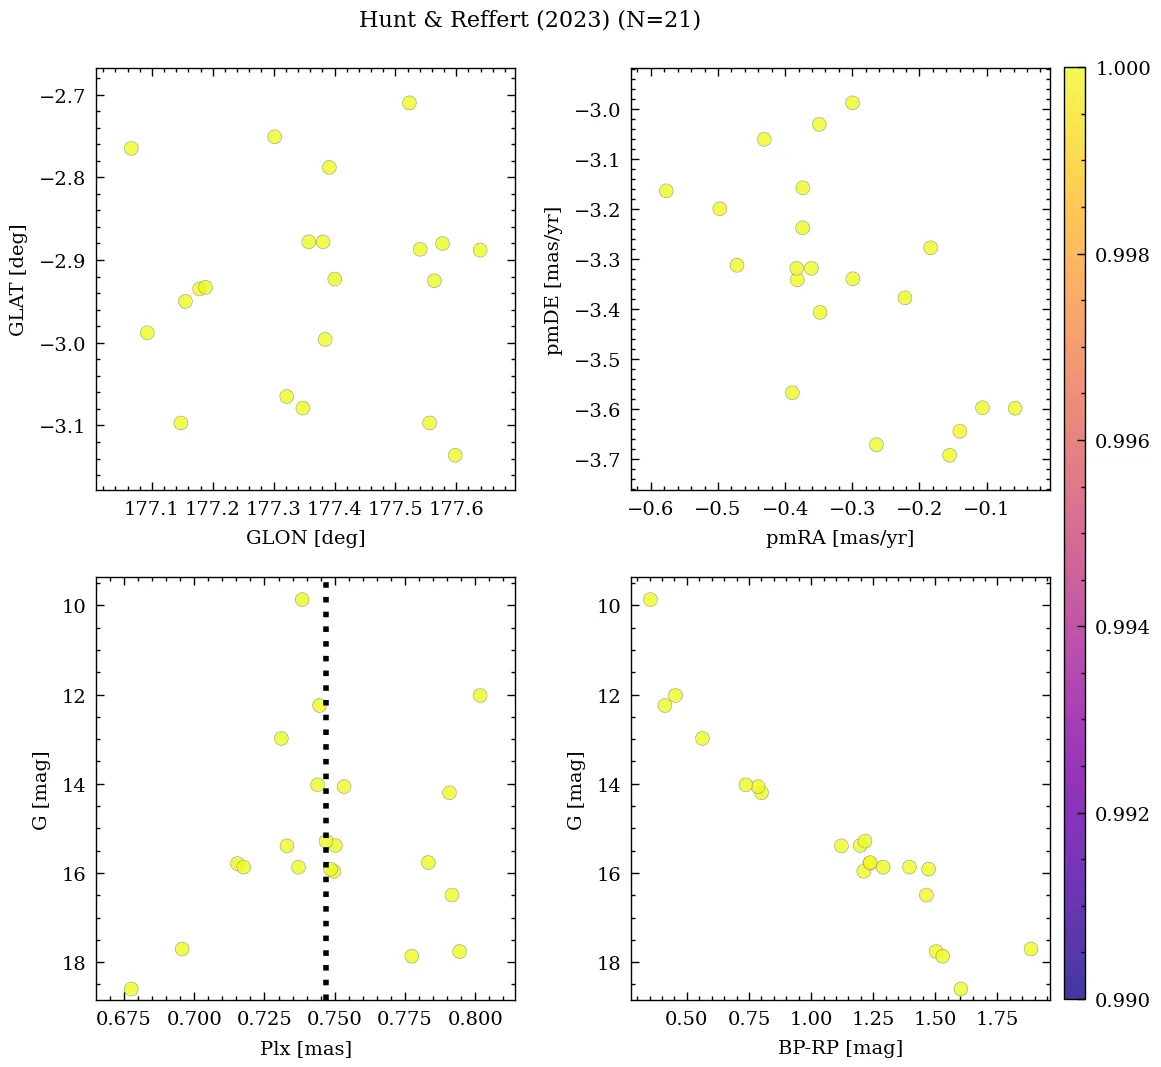 Hunt & Reffert (2023) (N=21)
−2.7
−2.8
−2.9
−3.0
−3.1
GLAT [deg]
177.1 177.2 177.3 177.4 177.5 177.6
GLON [deg]
−3.0
−3.1
−3.2
−3.3
−3.4
−3.5
−3.6
−3.7
pmDE [mas/yr]
−0.6 −0.5 −0.4 −0.3 −0.2 −0.1
pmRA [mas/yr]
10
12
14
16
18
G [mag]
0.675 0.700 0.725 0.750 0.775 0.800
Plx [mas]
10
12
14
16
18
G [mag]
0.50 0.75 1.00 1.25 1.50 1.75
BP-RP [mag]
1.000
0.998
0.996
0.994
0.992
0.990